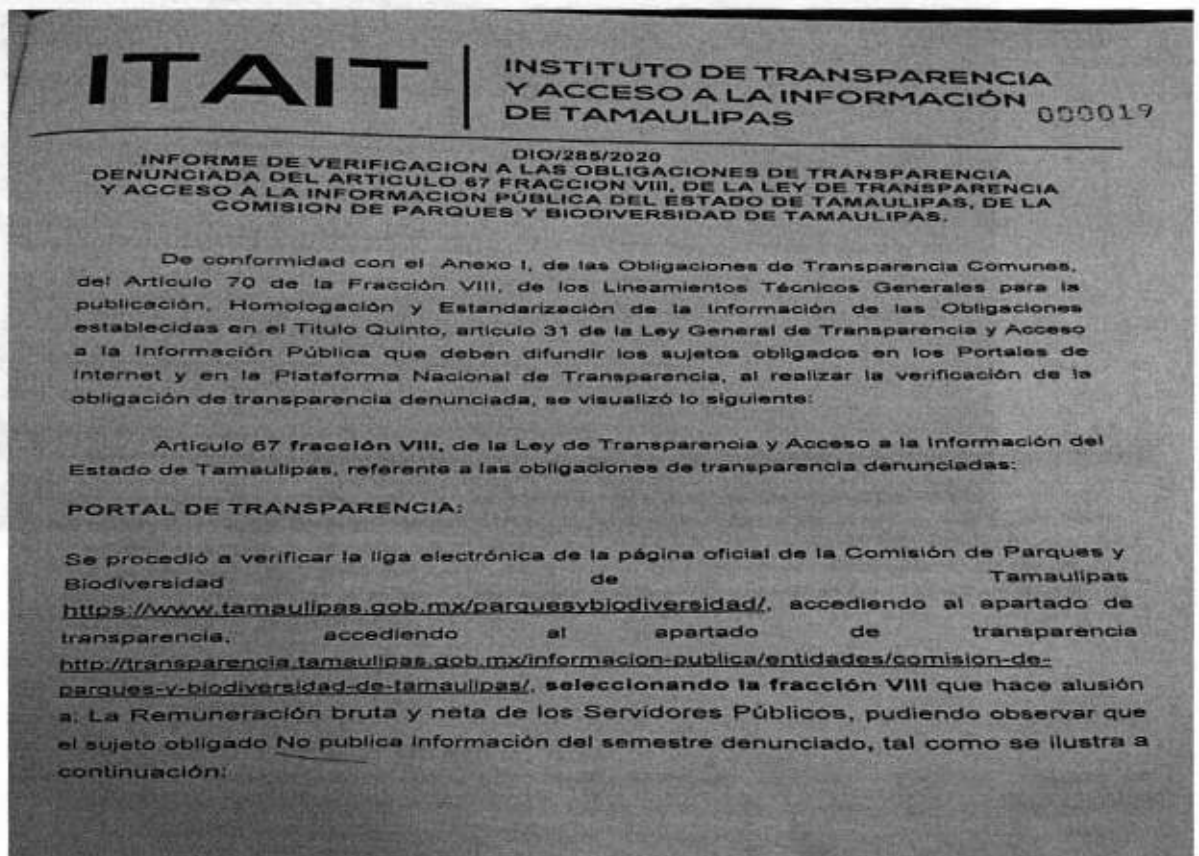 ITAIT
INSTITUTO DE TRANSPARENCIA
Y ACCESO A LA INFORMACIÓN
DE TAMAULIPAS
000019
DIO/285/2020
INFORME DE VERIFICACION A LAS OBLIGACIONES DE TRANSPARENCIA
DENUNCIADA DEL ARTICULO 67 FRACCION VIII, DE LA LEY DE TRANSPARENCIA
Y ACCESO A LA INFORMACION PÚBLICA DEL ESTADO DE TAMAULIPAS, DE LA
COMISION DE PARQUES Y BIODIVERSIDAD DE TAMAULIPAS.
De conformidad con el Anexo I, de las Obligaciones de Transparencia Comunes,
del Articulo 70 de la Fracción VIII, de los Lineamientos Técnicos Generales para la
publicación, Homologación y Estandarización de la Información de las Obligaciones
establecidas en el Titulo Quinto, articulo 31 de la Ley General de Transparencia y Acceso
a la Información Pública que deben difundir los sujetos obligados en los Portales de
Internet y en la Plataforma Nacional de Transparencia, al realizar la verificación de la
obligación de transparencia denunciada, se visualizó lo siguiente:
Articulo 67 fracción VIII, de la Ley de Transparencia y Acceso a la Información del
Estado de Tamaulipas, referente a las obligaciones de transparencia denunciadas:
PORTAL DE TRANSPARENCIA:
Se procedió a verificar la liga electrónica de la página oficial de la Comisión de Parques y
Biodiversidad de Tamaulipas
https://www.tamaulipas.gob.mx/parquesybiodiversidad/, accediendo al apartado de
transparencia, accediendo al apartado de transparencia
http://transparencia.tamaulipas.gob.mx/informacion-publica/entidades/comision-de-
parques-y-biodiversidad-de-tamaulipas/, seleccionando la fracción VIII que hace alusión
a: La Remuneración bruta y neta de los Servidores Públicos, pudiendo observar que
el sujeto obligado No publica información del semestre denunciado, tal como se ilustra a
continuación: